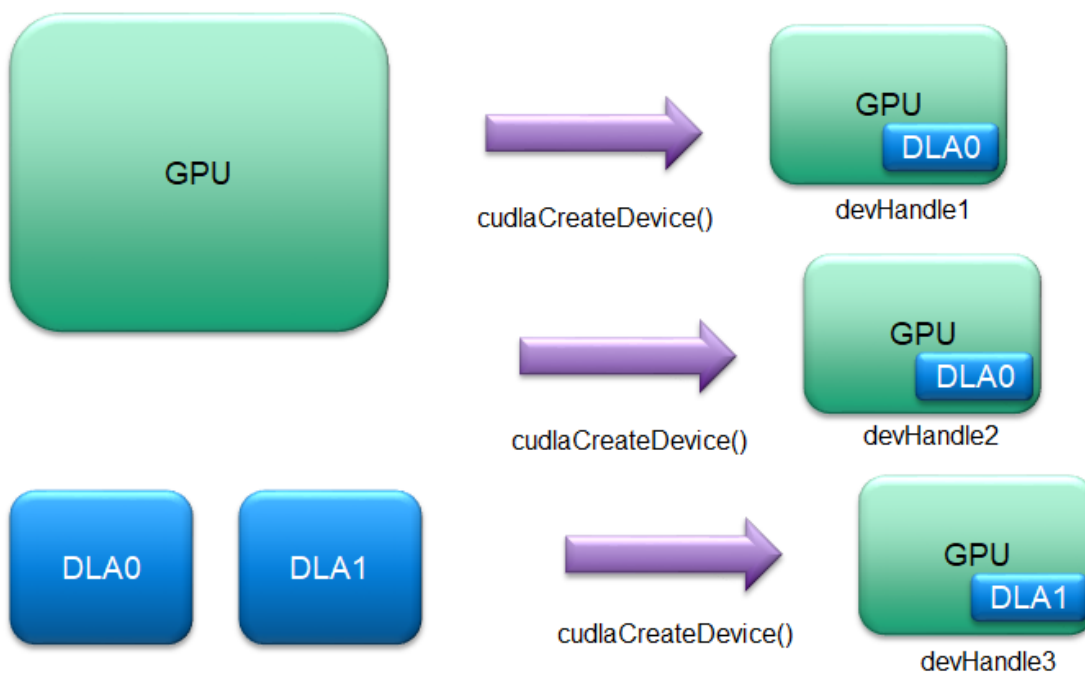 GPU
cudlaCreateDevice()
GPU
DLA0
devHandle1
cudlaCreateDevice()
GPU
DLA0
devHandle2
DLA0
DLA1
cudlaCreateDevice()
GPU
DLA1
devHandle3